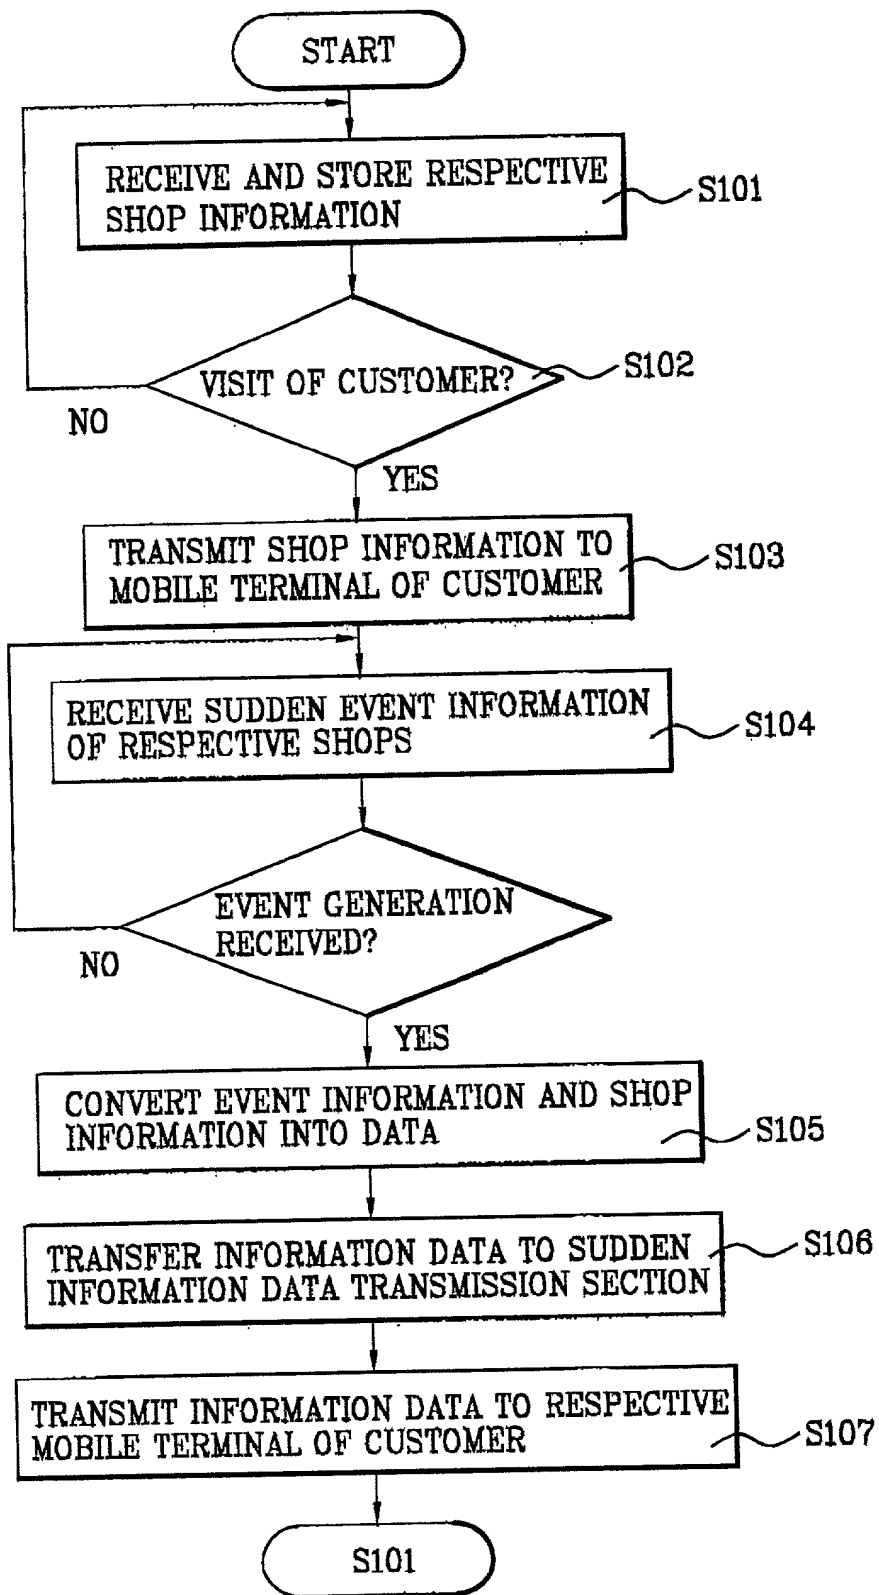 START
RECEIVE AND STORE RESPECTIVE
SHOP INFORMATION
S101
VISIT OF CUSTOMER?
S102
NO
YES
TRANSMIT SHOP INFORMATION TO
MOBILE TERMINAL OF CUSTOMER
S103
RECEIVE SUDDEN EVENT INFORMATION
OF RESPECTIVE SHOPS
S104
EVENT GENERATION
RECEIVED?
NO
YES
CONVERT EVENT INFORMATION AND SHOP
INFORMATION INTO DATA
S105
TRANSFER INFORMATION DATA TO SUDDEN
INFORMATION DATA TRANSMISSION SECTION
S106
TRANSMIT INFORMATION DATA TO RESPECTIVE
MOBILE TERMINAL OF CUSTOMER
S107
S101